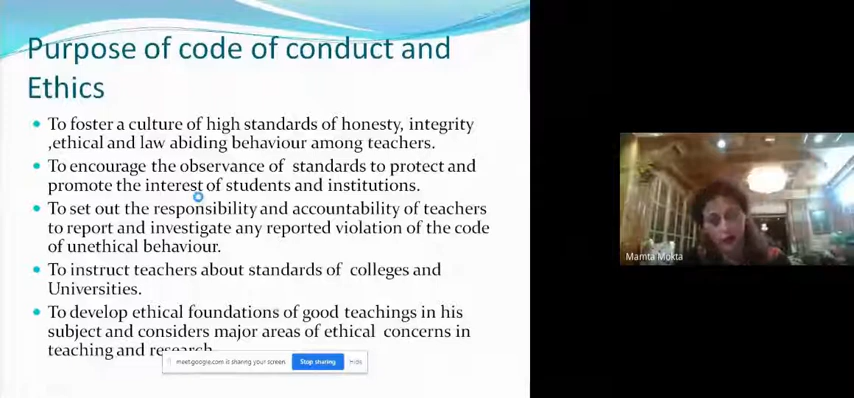 Purpose of code of conduct and
Ethics
• To foster a culture of high standards of honesty, integrity
,ethical and law abiding behaviour among teachers.
• To encourage the observance of standards to protect and
promote the interest of students and institutions.
• To set out the responsibility and accountability of teachers
to report and investigate any reported violation of the code
of unethical behaviour.
• To instruct teachers about standards of colleges and
Universities.
• To develop ethical foundations of good teachings in his
subject and considers major areas of ethical concerns in
teaching and research
meet.google.com is sharing your screen. Stop sharing Hide
Mamta Mokta